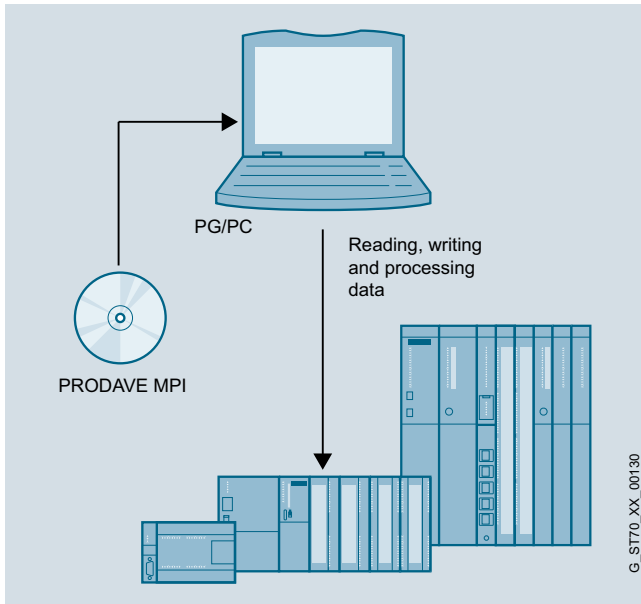 PG/PC
Reading, writing
and processing
data
PRODAVE MPI
G_ST70_XX_00130